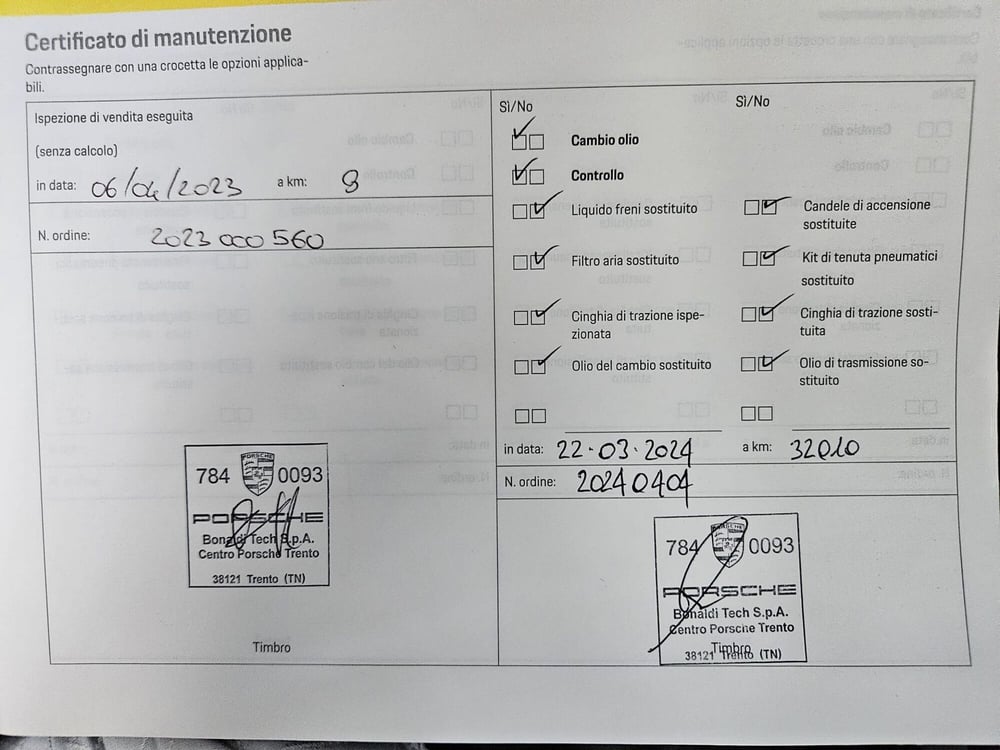 Certificato di manutenzione
Contrassegnare con una crocetta le opzioni applica-
bili.
Ispezione di vendita eseguita
(senza calcolo)
in data: 06/04/2023 a km: 9
N. ordine: 2023 000 560
784 PORSCHE 0093
PORSCHE
Bonaldi Tech S.p.A.
Centro Porsche Trento
38121 Trento (TN)
Timbro
Sì/No
Sì/No
Cambio olio
Controllo
Liquido freni sostituito
Candele di accensione
sostituite
Filtro aria sostituito
Kit di tenuta pneumatici
sostituito
Cinghia di trazione ispe-
zionata
Cinghia di trazione sosti-
tuita
Olio del cambio sostituito
Olio di trasmissione so-
stituito
in data: 22-03-2024 a km: 32010
N. ordine: 20240404
784 0093
PORSCHE
Bonaldi Tech S.p.A.
Centro Porsche Trento
Timbro
38121 Trento (TN)